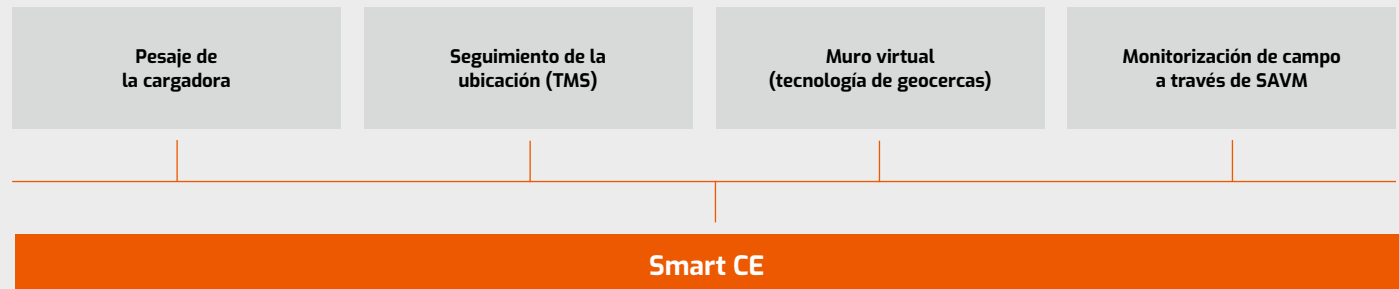 Pesaje de
la cargadora
Seguimiento de la
ubicación (TMS)
Muro virtual
(tecnología de geocercas)
Monitorización de campo
a través de SAVM
Smart CE